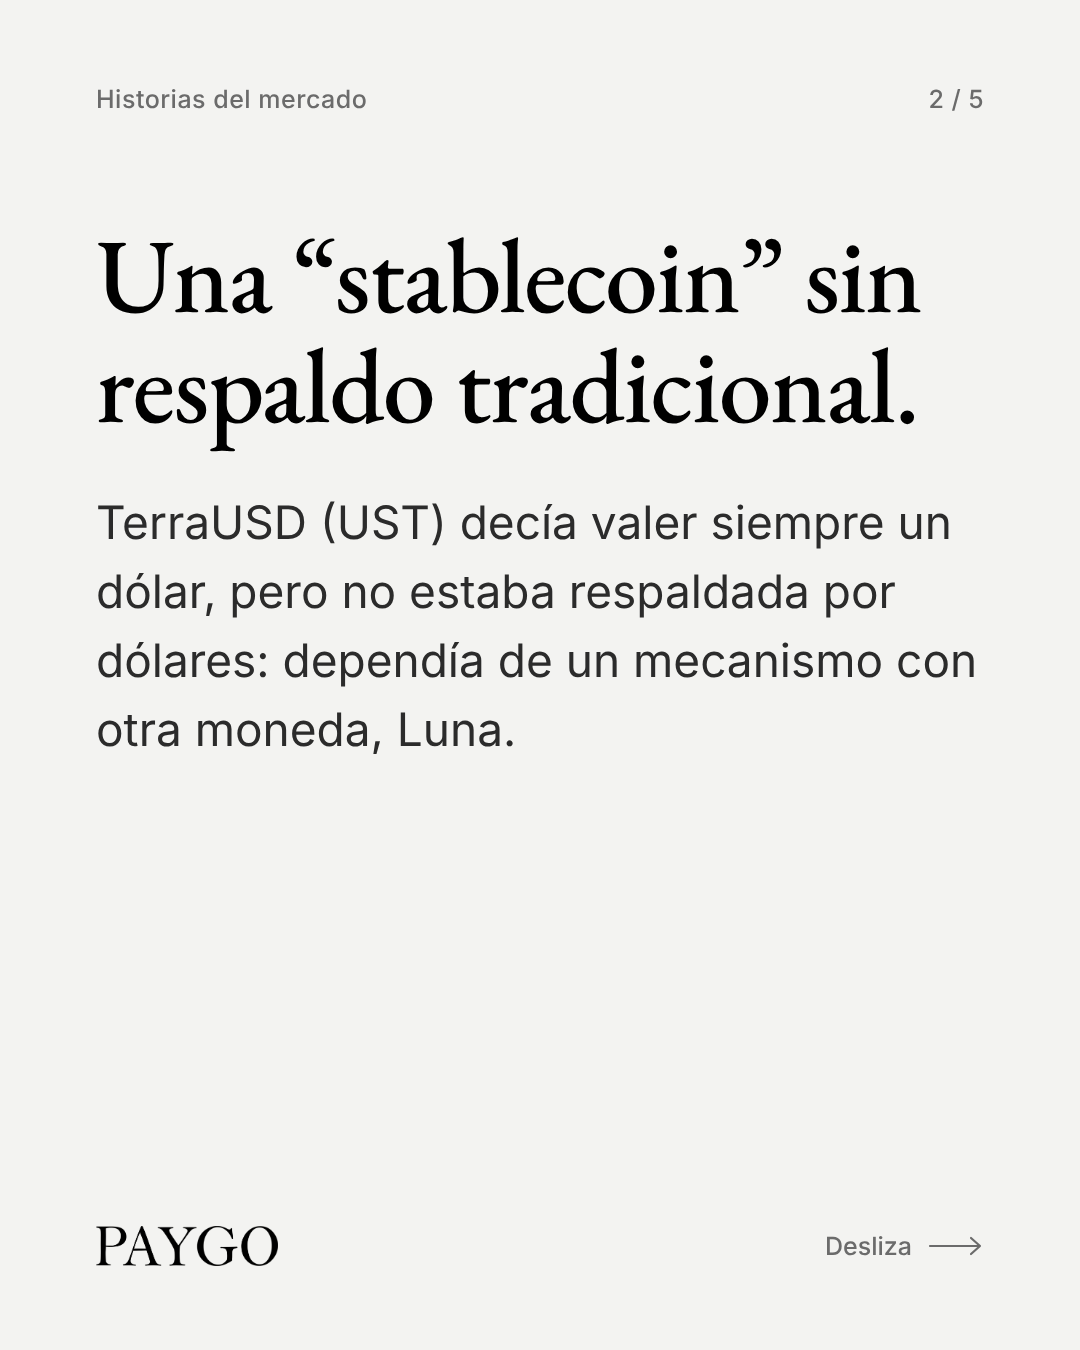 Historias del mercado
2 / 5
Una “stablecoin” sin
respaldo tradicional.
TerraUSD (UST) decía valer siempre un
dólar, pero no estaba respaldada por
dólares: dependía de un mecanismo con
otra moneda, Luna.
PAYGO
Desliza